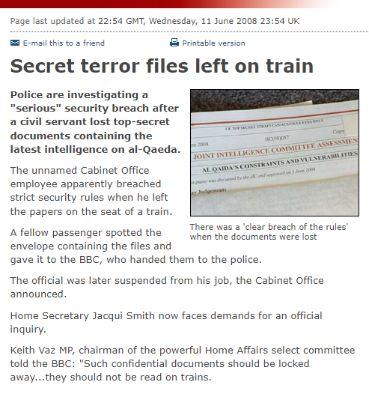 Page last updated at 22:54 GMT, Wednesday, 11 June 2008 23:54 UK
E-mail this to a friend
Printable version
Secret terror files left on train
Police are investigating a
"serious" security breach after
a civil servant lost top-secret
documents containing the
latest intelligence on al-Qaeda.
The unnamed Cabinet Office
employee apparently breached
strict security rules when he left
the papers on the seat of a train.
A fellow passenger spotted the
envelope containing the files and
gave it to the BBC, who handed them to the police.
UK TOP SECRET
Copy
JOINT INTELLIGENCE COMMITTEE ASSESSMEN
AL QAIDA'S CONSTRAINTS AND VULNERABILITIES
There was a 'clear breach of the rules'
when the documents were lost
The official was later suspended from his job, the Cabinet Office
announced.
Home Secretary Jacqui Smith now faces demands for an official
inquiry.
Keith Vaz MP, chairman of the powerful Home Affairs select committee
told the BBC: "Such confidential documents should be locked
away...they should not be read on trains.